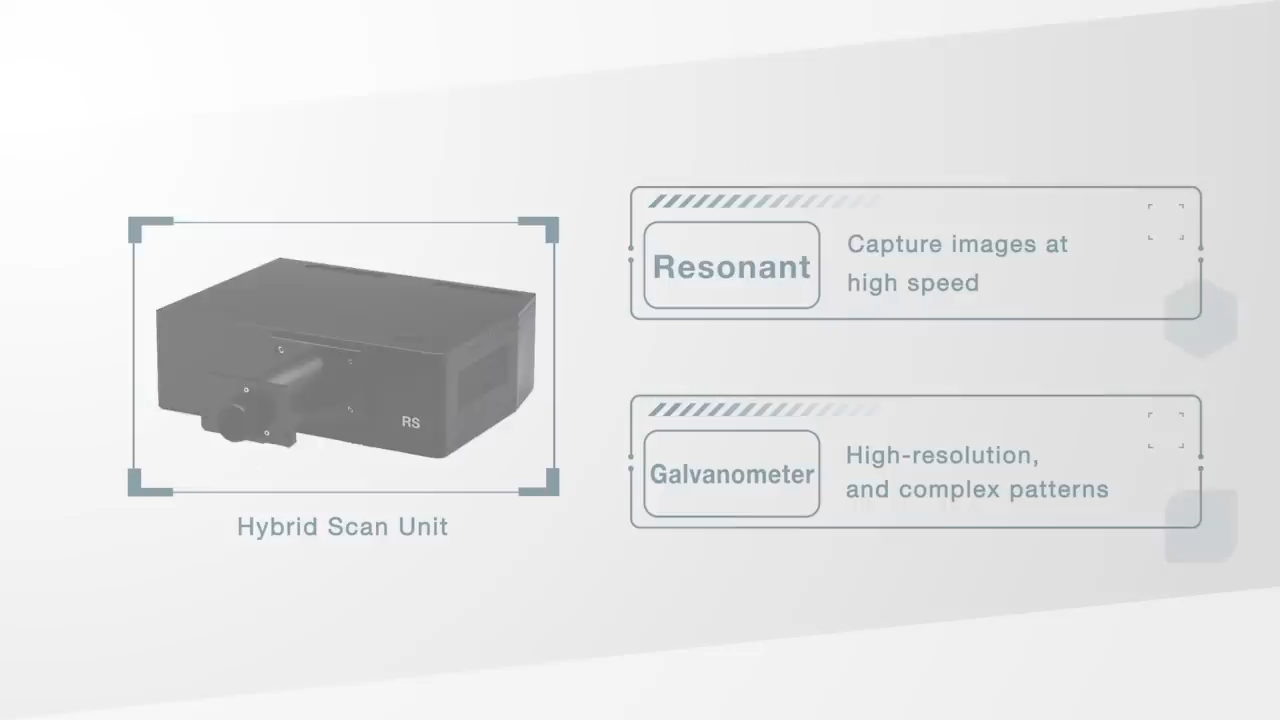 RS
Hybrid Scan Unit
Resonant
Capture images at
high speed
Galvanometer
High-resolution,
and complex patterns